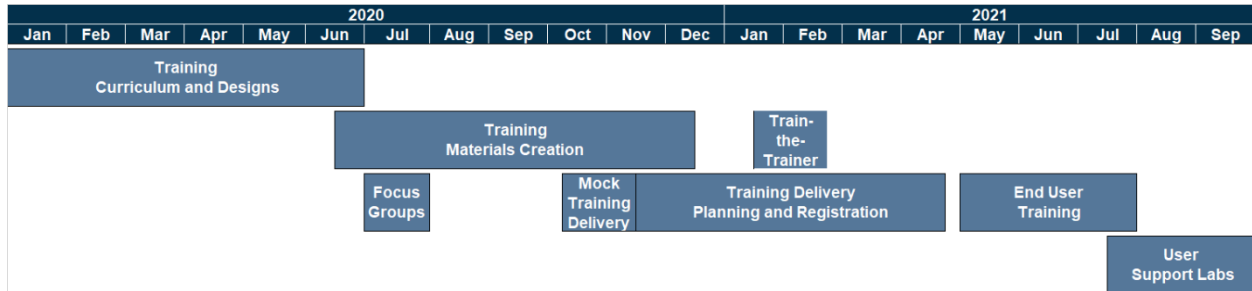 2020 2021
Jan Feb Mar Apr May Jun Jul Aug Sep Oct Nov Dec Jan Feb Mar Apr May Jun Jul Aug Sep
Training
Curriculum and Designs
Training
Materials Creation
Train-
the-
Trainer
Focus
Groups
Mock
Training
Delivery
Training Delivery
Planning and Registration
End User
Training
User
Support Labs